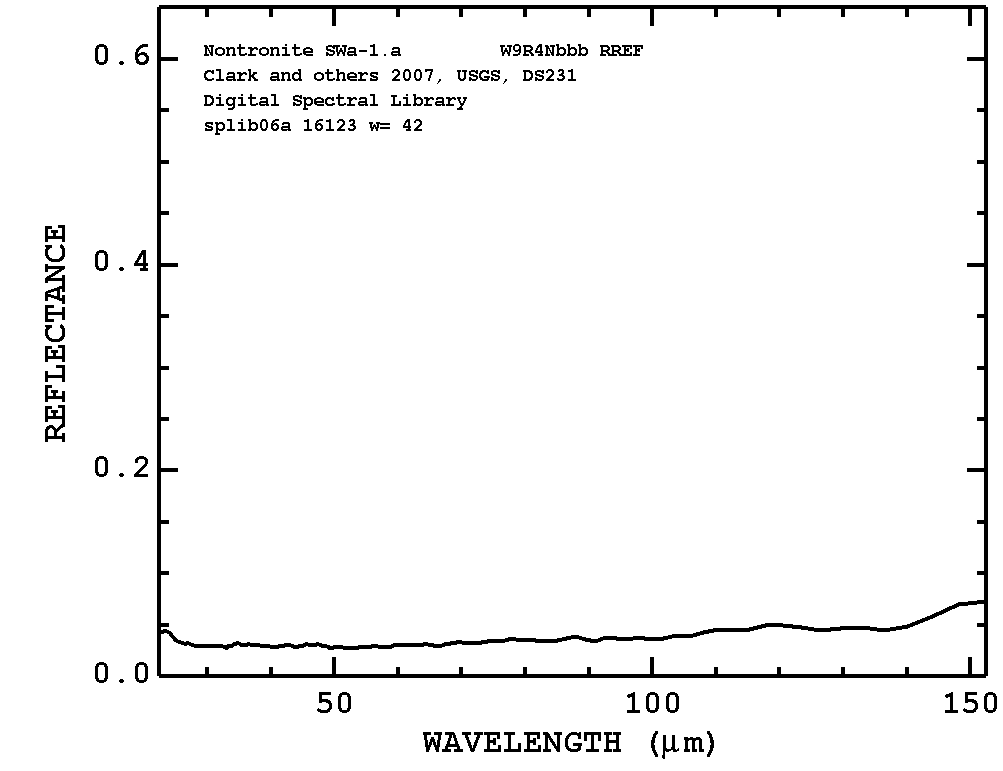 Nontronite SWa-1.a W9R4Nbbb RREF
Clark and others 2007, USGS, DS231
Digital Spectral Library
splib06a 16123 w= 42
0.6
0.4
0.2
0.0
REFLECTANCE
50 100 150
WAVELENGTH (μm)